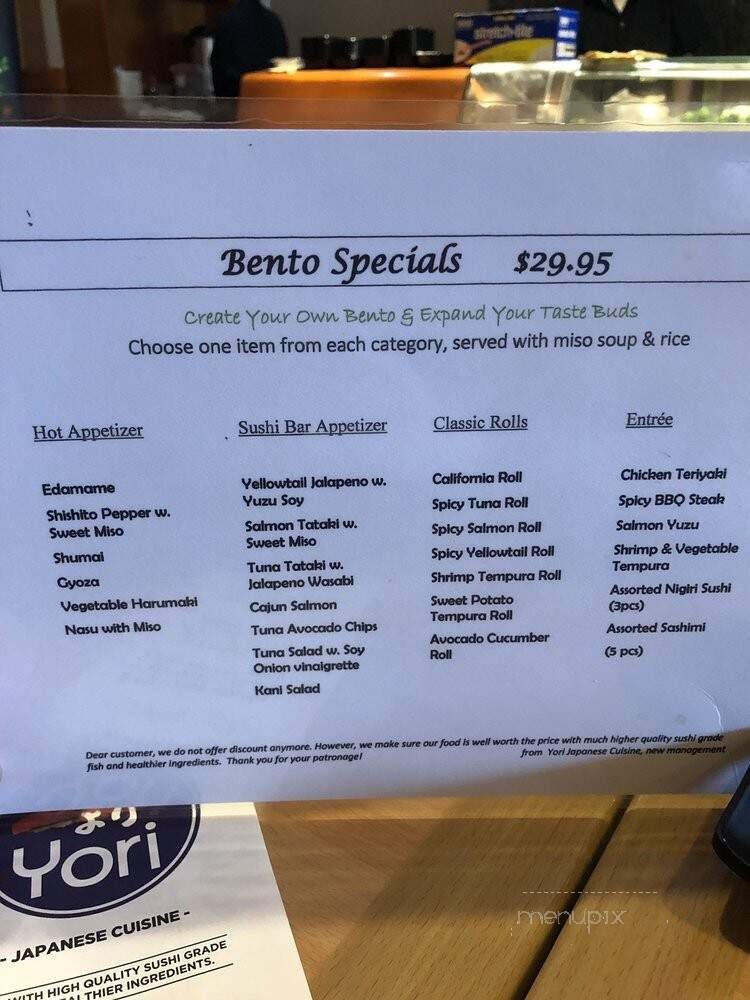 stretch-tite
Bento Specials $29.95
Create Your Own Bento & Expand Your Taste Buds
Choose one item from each category, served with miso soup & rice
Hot Appetizer
Edamame
Shishito Pepper w.
Sweet Miso
Shumai
Gyoza
Vegetable Harumaki
Nasu with Miso
Sushi Bar Appetizer
Yellowtail Jalapeno w.
Yuzu Soy
Salmon Tataki w.
Sweet Miso
Tuna Tataki w.
Jalapeno Wasabi
Cajun Salmon
Tuna Avocado Chips
Tuna Salad w. Soy
Onion vinaigrette
Kani Salad
Classic Rolls
California Roll
Spicy Tuna Roll
Spicy Salmon Roll
Spicy Yellowtail Roll
Shrimp Tempura Roll
Sweet Potato
Tempura Roll
Avocado Cucumber
Roll
Entrée
Chicken Teriyaki
Spicy BBQ Steak
Salmon Yuzu
Shrimp & Vegetable
Tempura
Assorted Nigiri Sushi
(3pcs)
Assorted Sashimi
(5 pcs)
Dear customer, we do not offer discount anymore. However, we make sure our food is well worth the price with much higher quality sushi grade
fish and healthier ingredients. Thank you for your patronage! from Yori Japanese Cuisine, new management
より
Yori
- JAPANESE CUISINE -
WITH HIGH QUALITY SUSHI GRADE
INGREDIENTS.
menupix